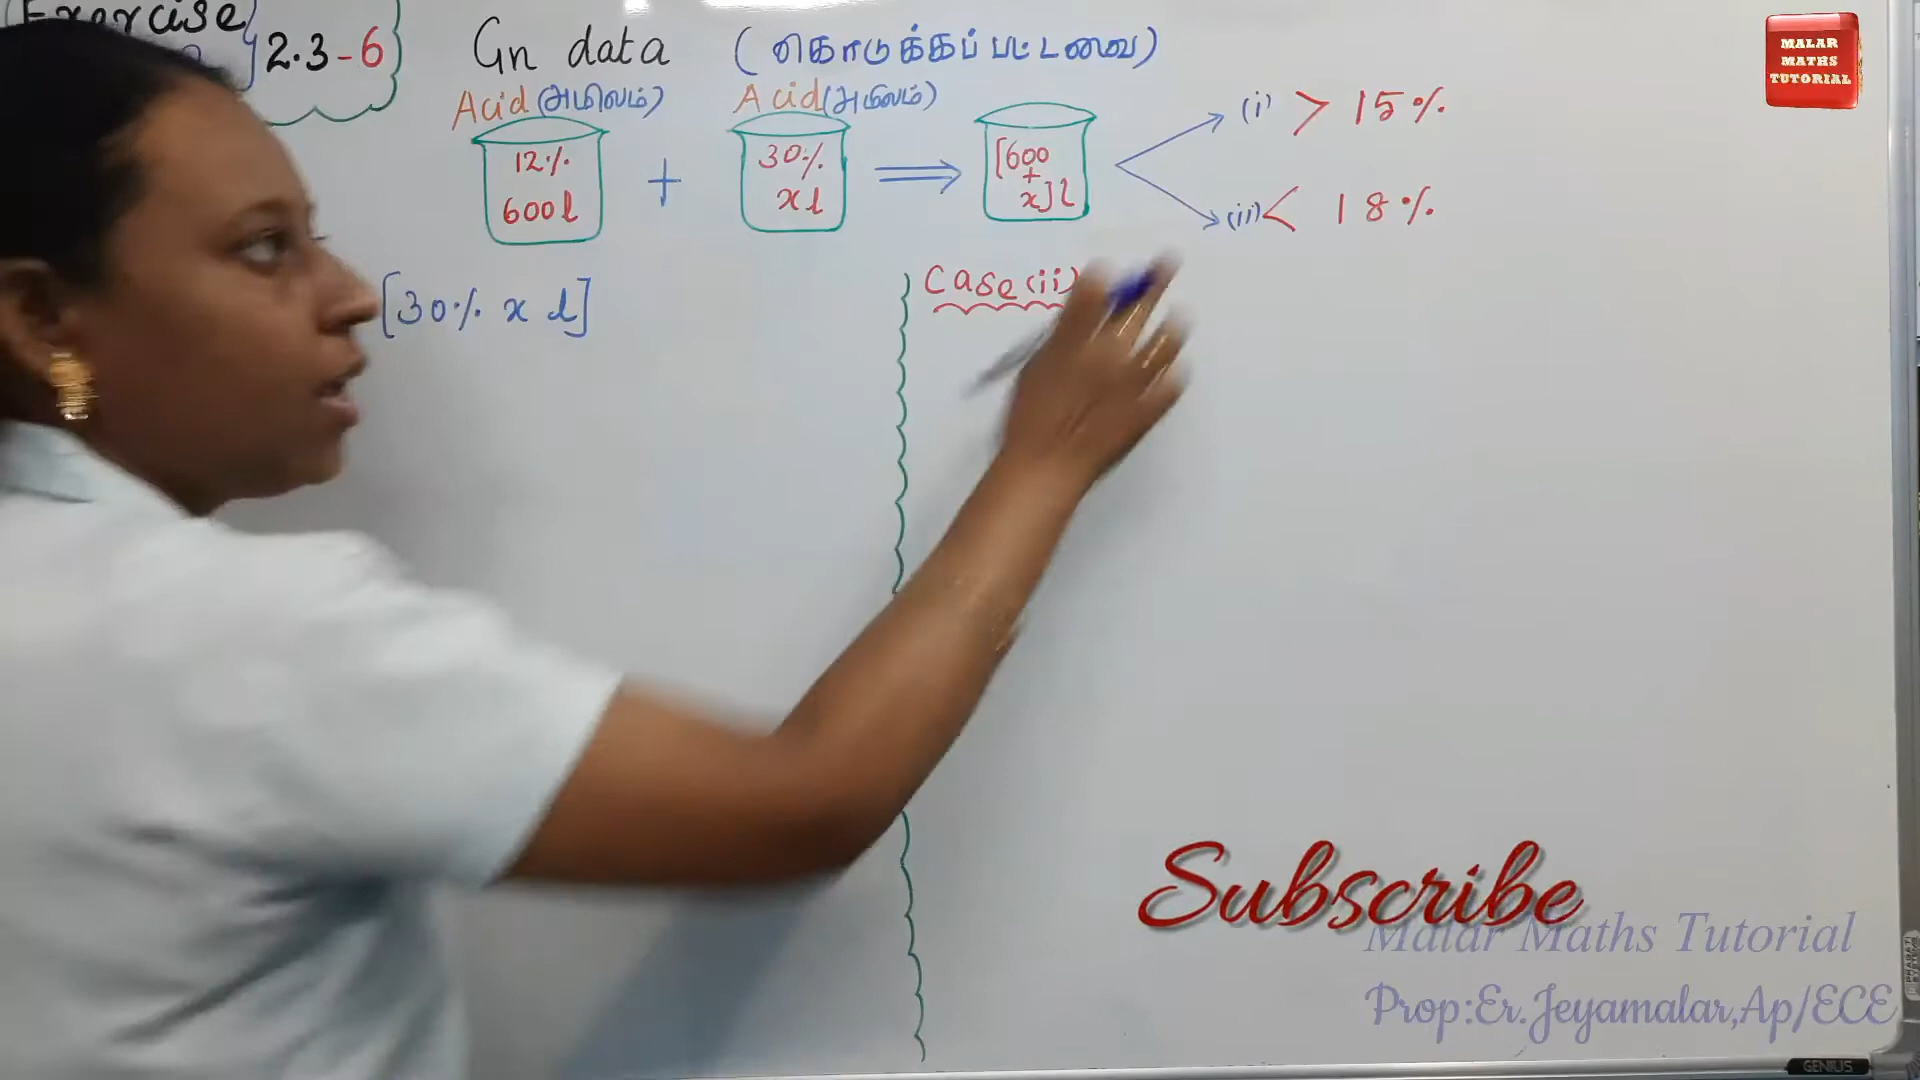 Exercise
2.3-6
Gn data (கொடுக்கப்பட்டவை)
Acid(அமிலம்) Acid(அமிலம்)
12% 600l + 30% x l ⟹ [600 + x] l
(i) > 15%
(ii) < 18%
[30% x l]
Case (ii)
MALAR MATHS TUTORIAL
Subscribe
Malar Maths Tutorial
Prop:Er.Jeyamalar,Ap/ECE
GENIUS